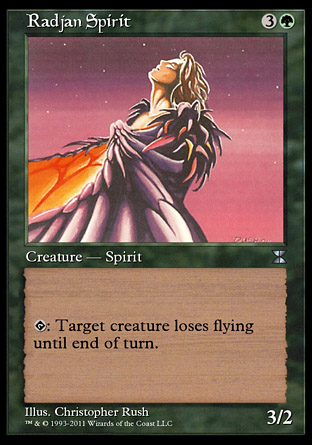 Radjan Spirit 3
Creature — Spirit
: Target creature loses flying
until end of turn.
Illus. Christopher Rush
™ & © 1993-2011 Wizards of the Coast LLC
3/2